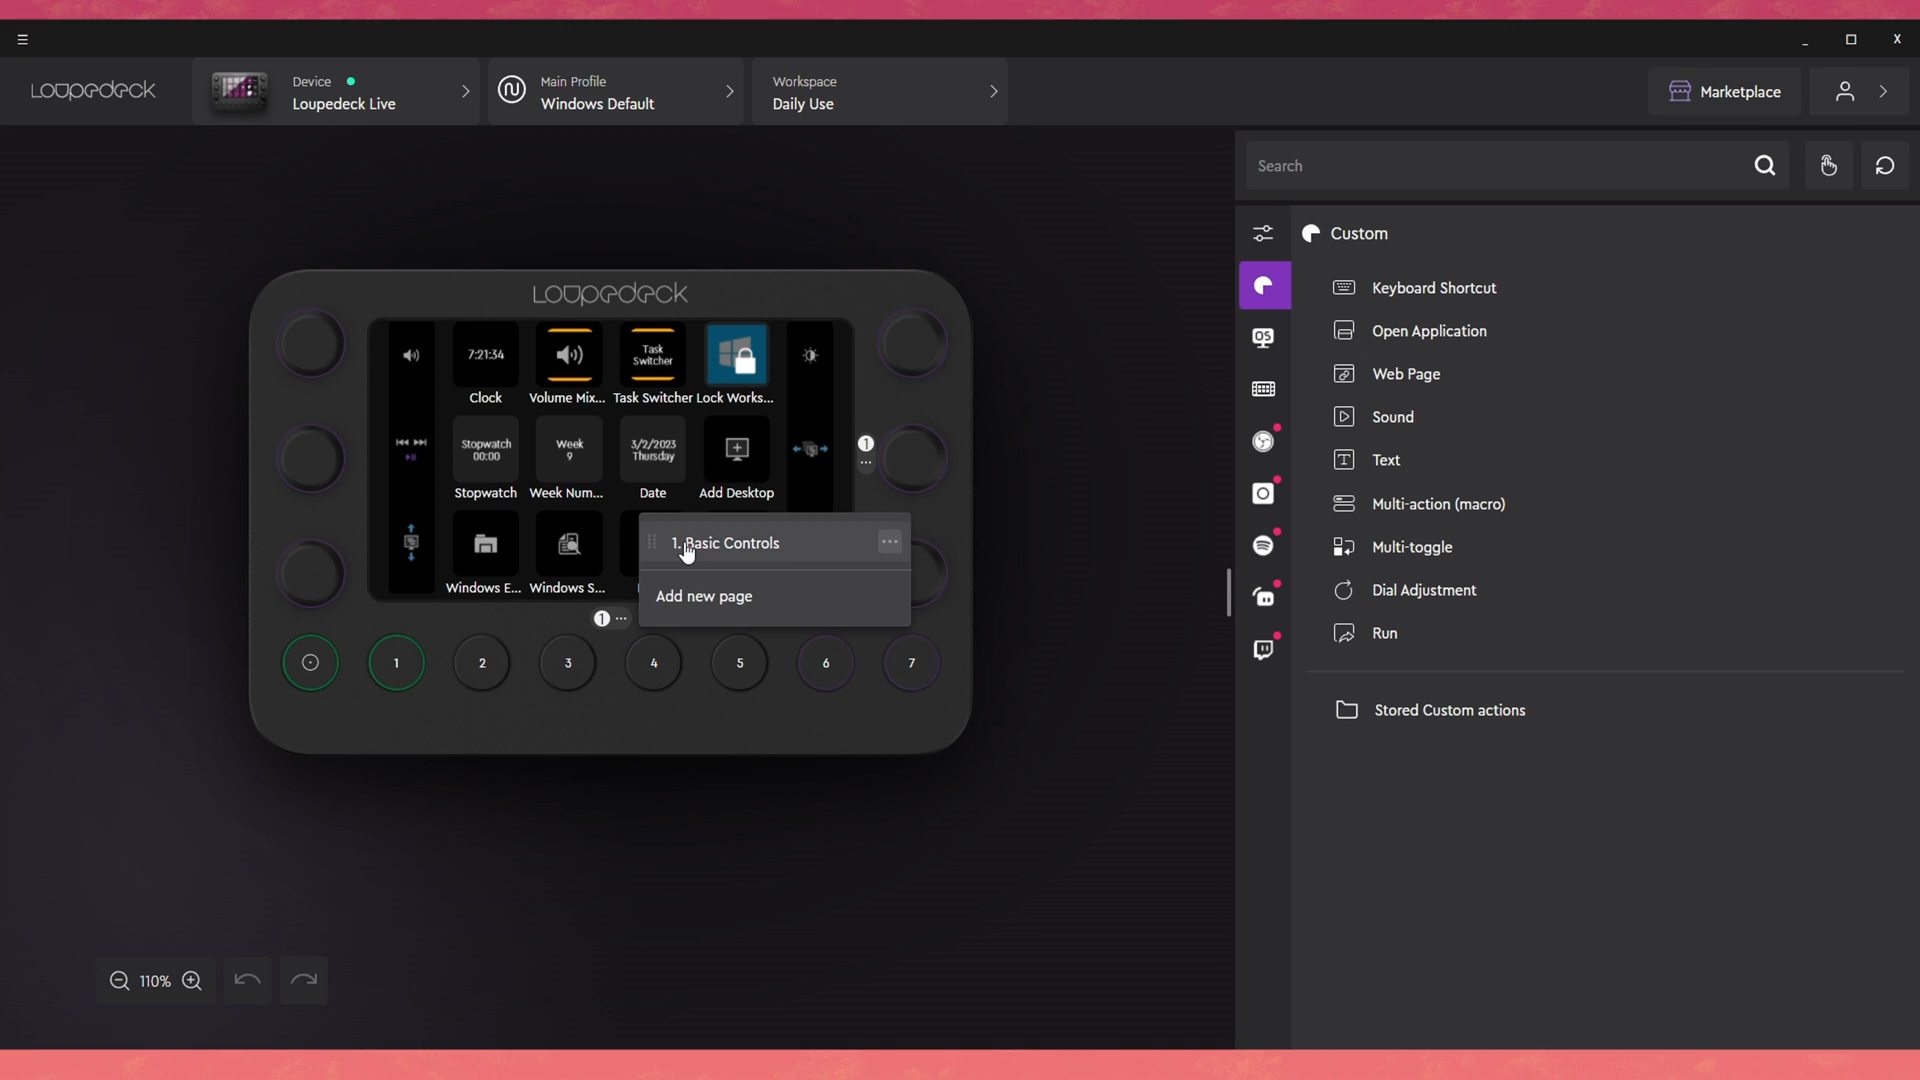 Loupedeck
Device
Loupedeck Live
Main Profile
Windows Default
Workspace
Daily Use
Marketplace
X
Search
Custom
Keyboard Shortcut
Open Application
Web Page
Sound
Text
Multi-action (macro)
Multi-toggle
Dial Adjustment
Run
Stored Custom actions
OS
Loupedeck
7:21:34
Task
Switcher
Clock
Volume Mix...
Task Switcher
Lock Works...
Stopwatch
00:00
Week
9
3/2/2023
Thursday
1
...
Stopwatch
Week Num...
Date
Add Desktop
1. Basic Controls
...
Add new page
Windows E...
Windows S...
1 ...
1
2
3
4
5
6
7
110%